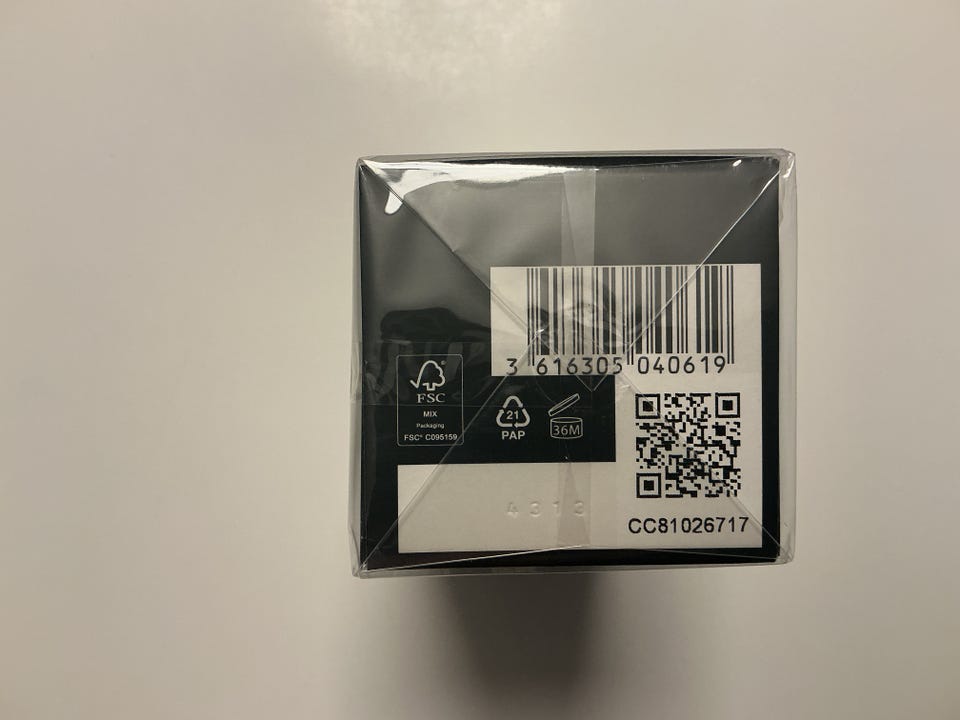 3 616305 040619
FSC®
MIX
Packaging
FSC® C095159
21
PAP
36M
4313
CC81026717